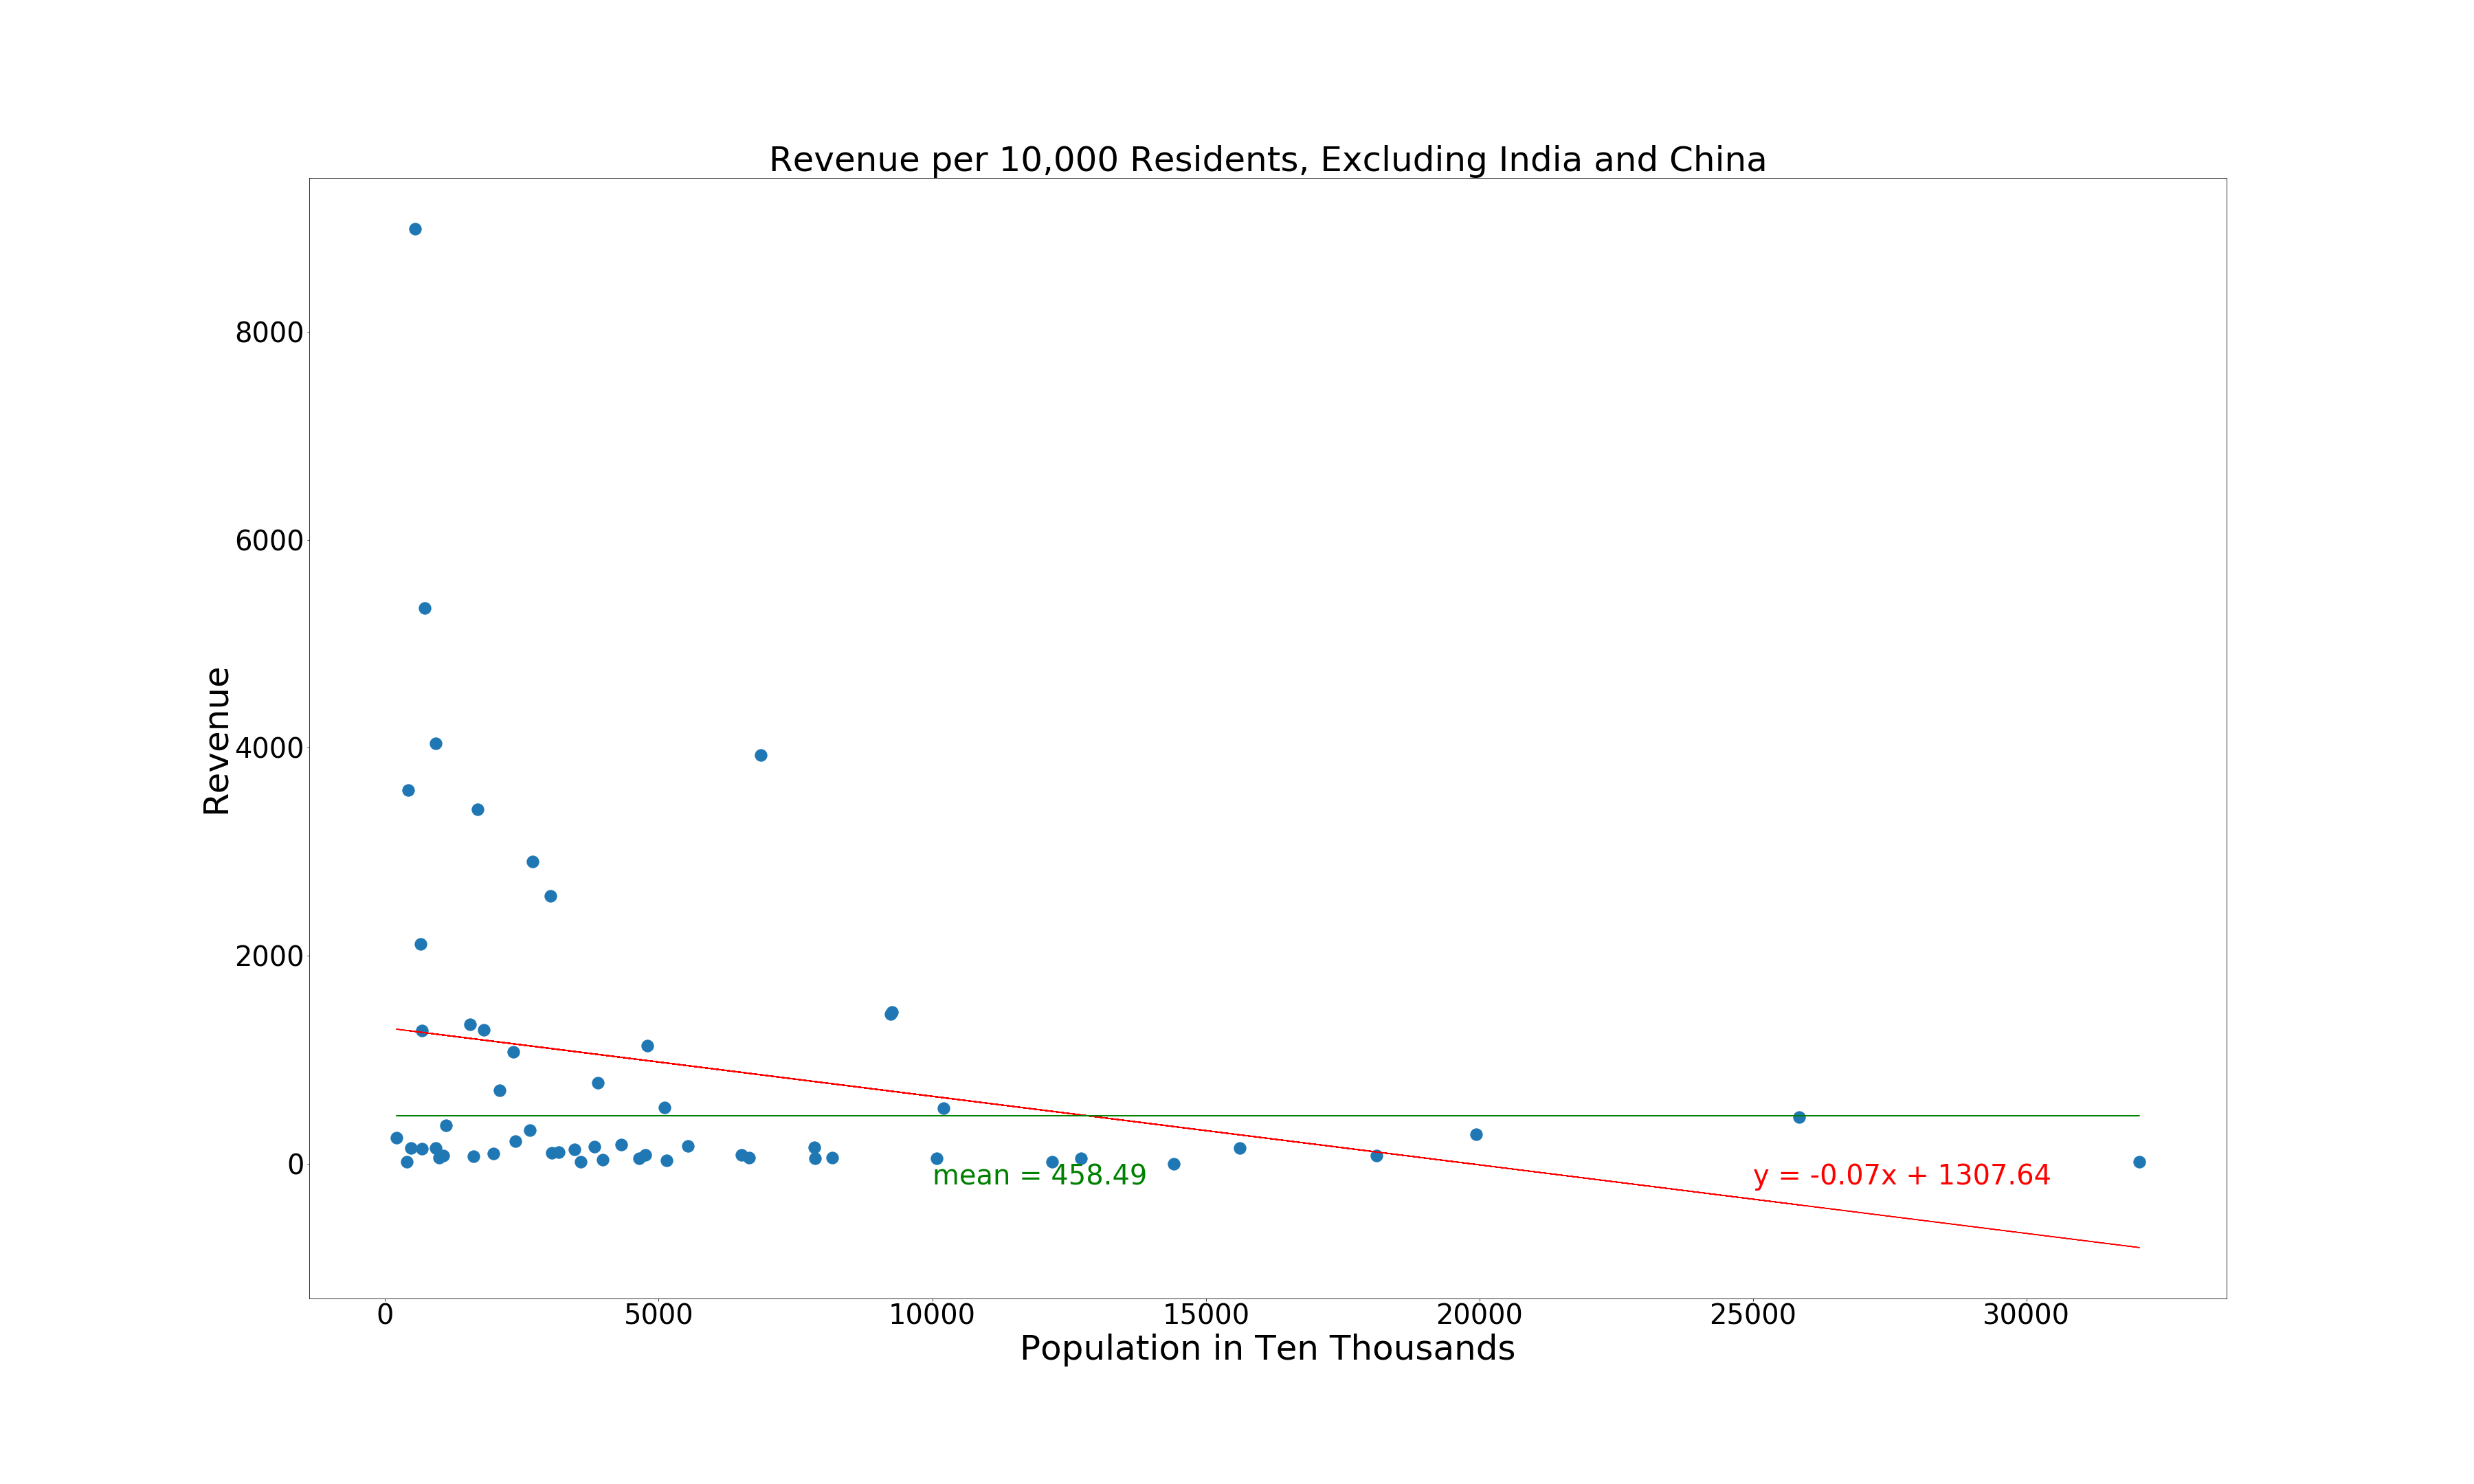 Revenue per 10,000 Residents, Excluding India and China
Revenue
8000
6000
4000
2000
0
mean = 458.49
y = -0.07x + 1307.64
0 5000 10000 15000 20000 25000 30000
Population in Ten Thousands